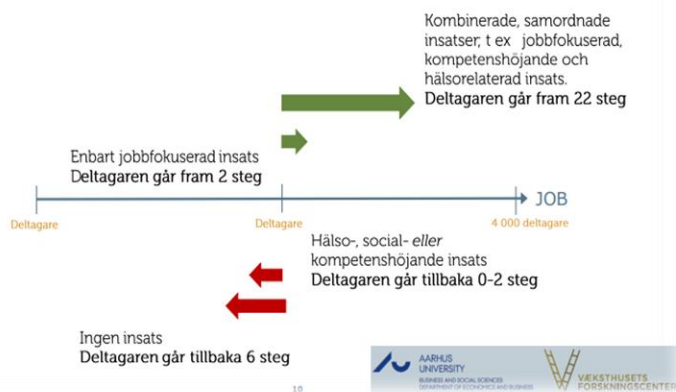 Kombinerade, samordnade
insatser; t ex jobbfokuserad,
kompetenshöjande och
hälsorelaterad insats.
Deltagaren går fram 22 steg
Enbart jobbfokuserad insats
Deltagaren går fram 2 steg
JOB
Deltagare
Deltagare
4 000 deltagare
Hälso-, social- eller
kompetenshöjande insats
Deltagaren går tillbaka 0-2 steg
Ingen insats
Deltagaren går tillbaka 6 steg
AARHUS
UNIVERSITY
BUSINESS AND SOCIAL SCIENCES
DEPARTMENT OF ECONOMICS AND BUSINESS
VÆKSTHUSETS
FORSKNINGSCENTER
10